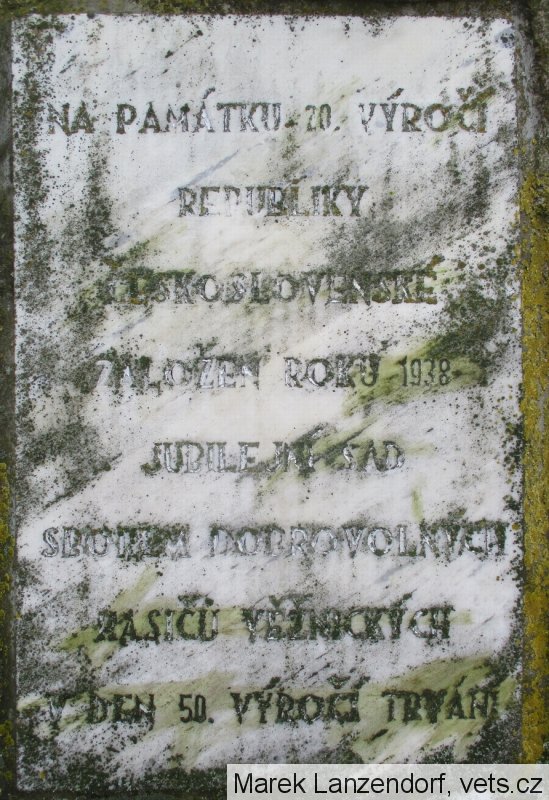 NA PAMÁTKU 20. VÝROČÍ
REPUBLIKY
ČESKOSLOVENSKÉ
ZALOŽEN ROKU 1938
JUBILEJNÍ SAD
SBOREM DOBROVOLNÝCH
HASIČŮ VĚŽNICKÝCH
V DEN 50. VÝROČÍ TRVÁNÍ
Marek Lanzendorf, vets.cz